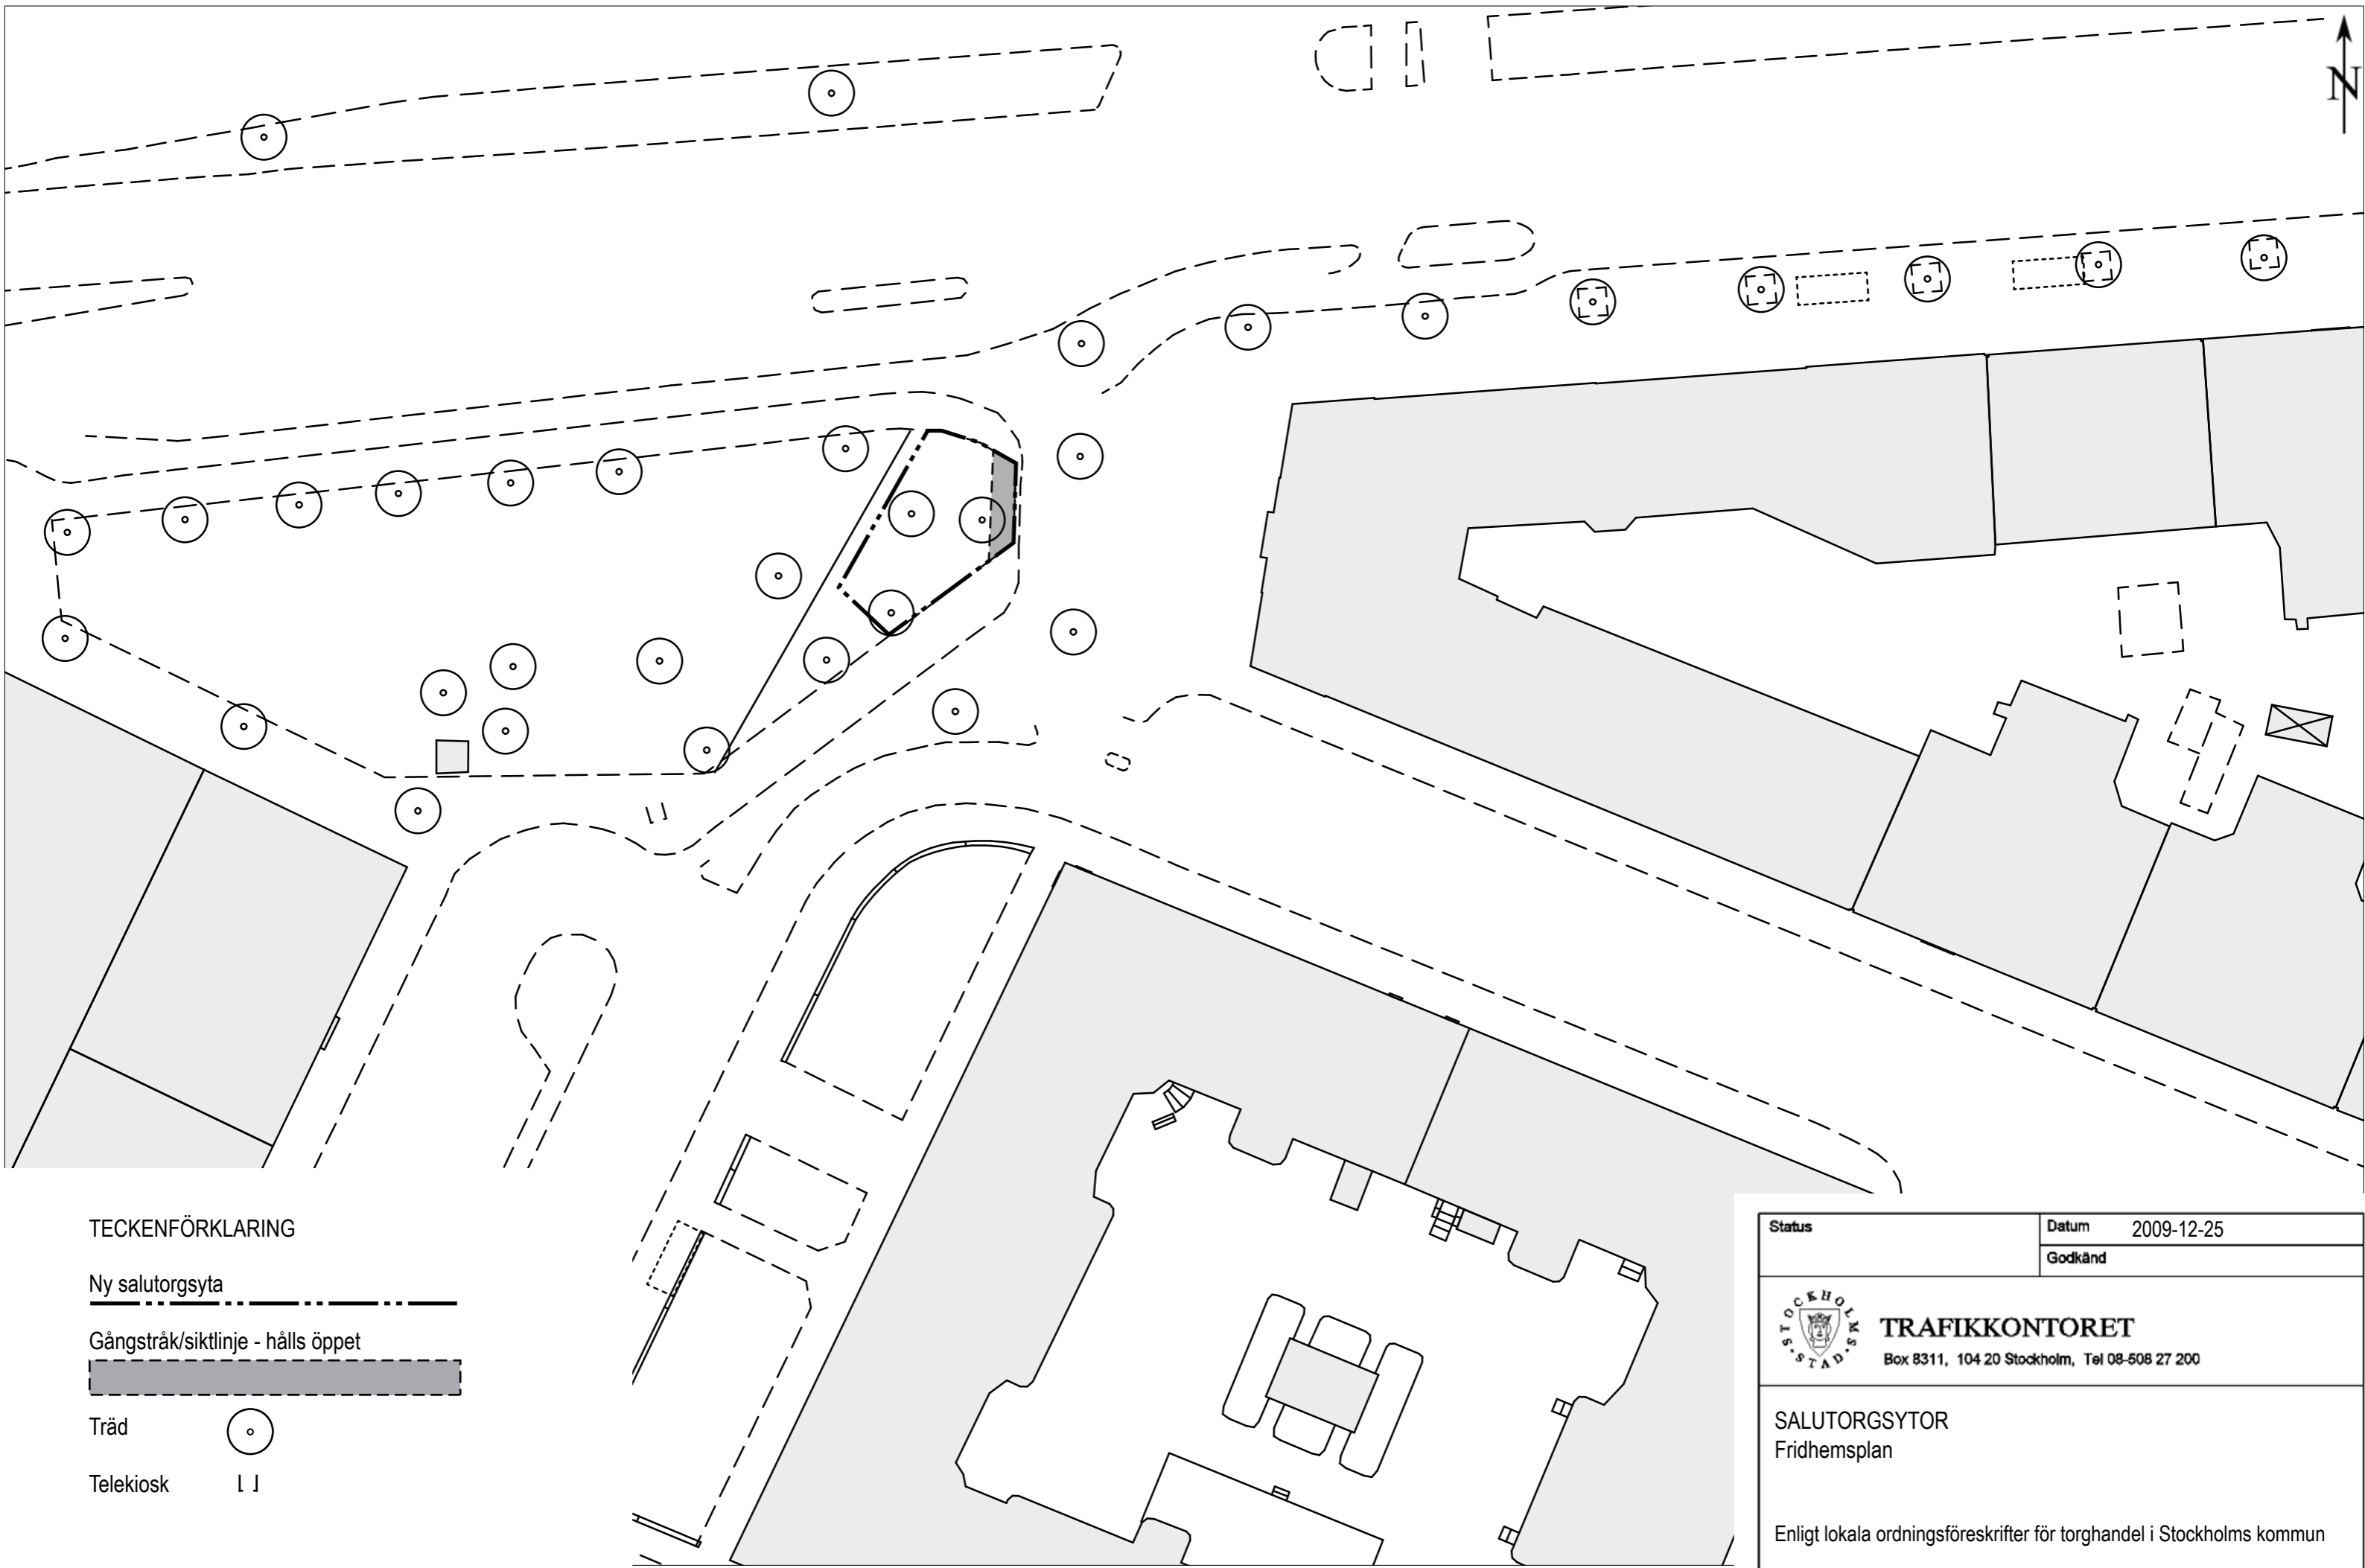 N
TECKENFÖRKLARING
Ny salutorgsyta
Gångstråk/siktlinje - hålls öppet
Träd
Telekiosk
Status
Datum 2009-12-25
Godkänd
STOCKHOLMS STAD
TRAFIKKONTORET
Box 8311, 104 20 Stockholm, Tel 08-508 27 200
SALUTORGSYTOR
Fridhemsplan
Enligt lokala ordningsföreskrifter för torghandel i Stockholms kommun